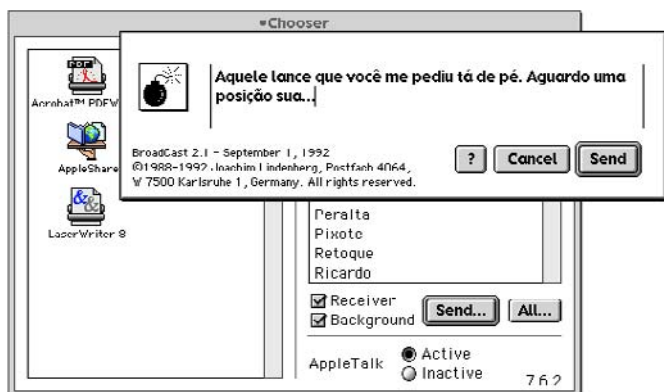 Chooser
Acrobat™ PDFW
AppleShare
LaserWriter 8
Aquele lance que você me pediu tá de pé. Aguardo uma
posição sua...
BroadCast 2.1 – September 1, 1992
©1988-1992 Joachim Lindenberg, Postfach 4064,
W 7500 Karlsruhe 1, Germany. All rights reserved.
?
Cancel
Send
Peralta
Pixote
Retoque
Ricardo
Receiver
Background
Send...
All...
AppleTalk
Active
Inactive
7.6.2